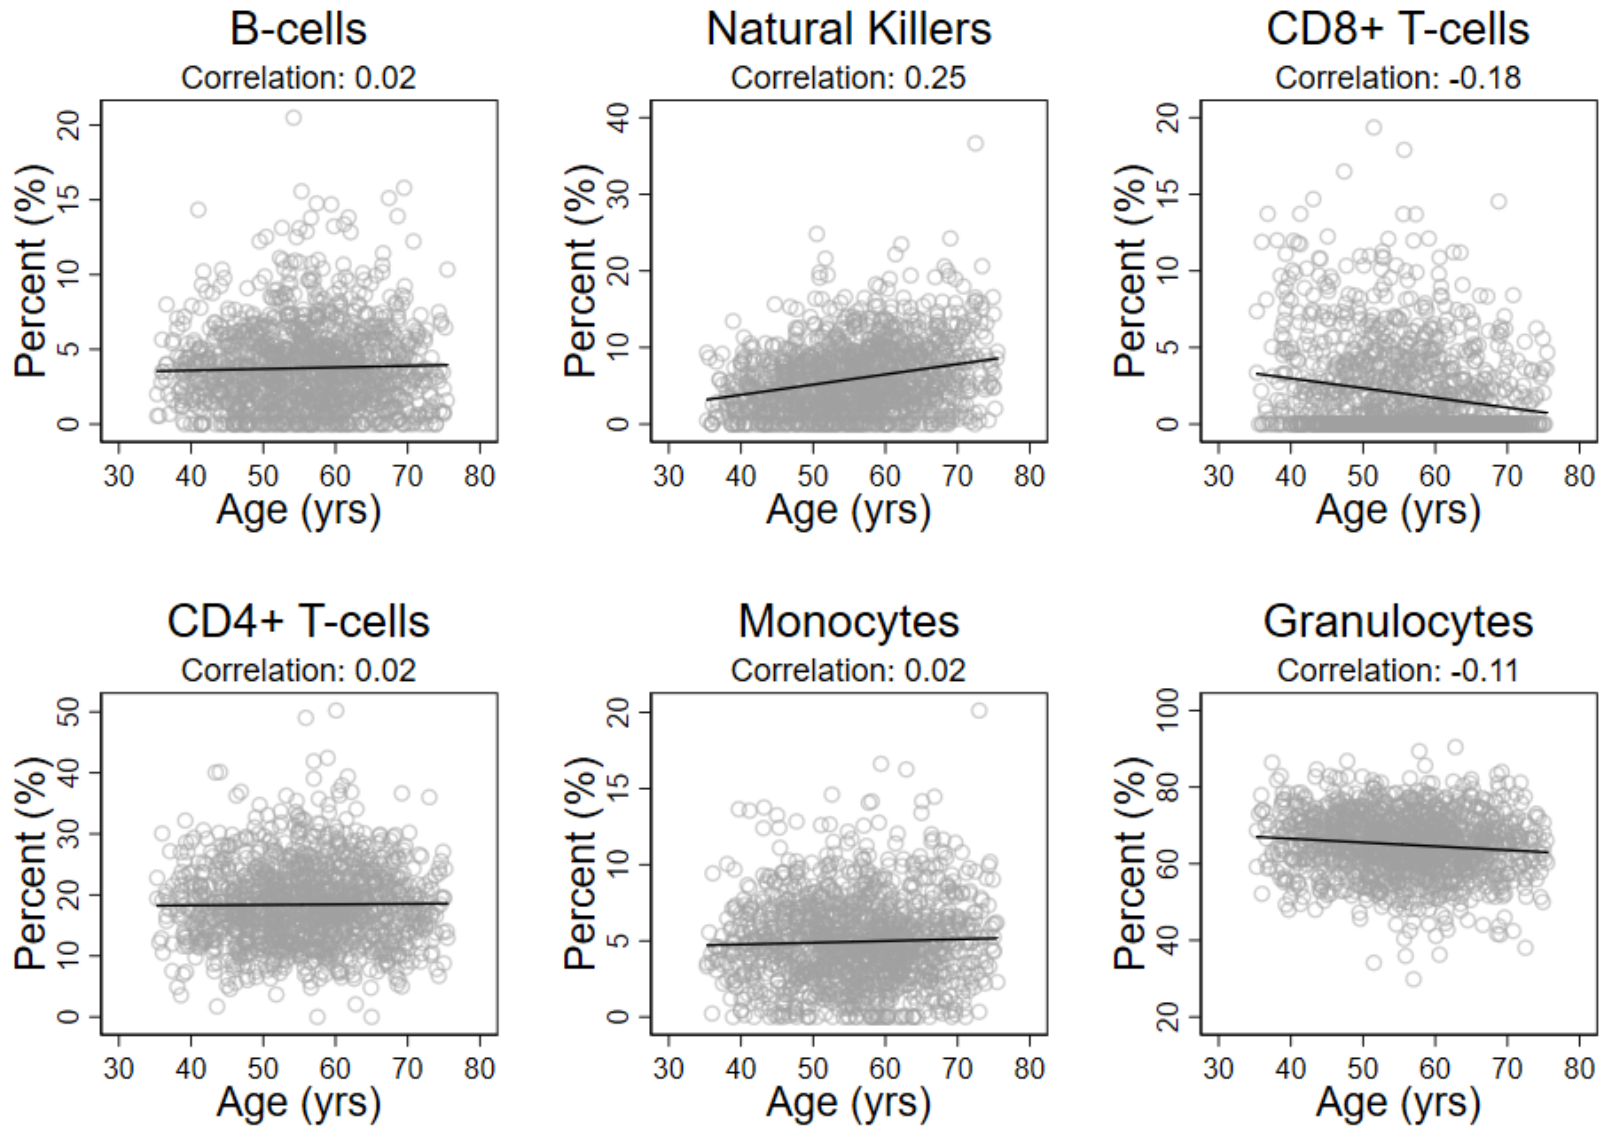 B-cells
Correlation: 0.02
Percent (%)
0 5 10 15 20
30 40 50 60 70 80
Age (yrs)
Natural Killers
Correlation: 0.25
Percent (%)
0 10 20 30 40
30 40 50 60 70 80
Age (yrs)
CD8+ T-cells
Correlation: -0.18
Percent (%)
0 5 10 15 20
30 40 50 60 70 80
Age (yrs)
CD4+ T-cells
Correlation: 0.02
Percent (%)
0 10 20 30 40 50
30 40 50 60 70 80
Age (yrs)
Monocytes
Correlation: 0.02
Percent (%)
0 5 10 15 20
30 40 50 60 70 80
Age (yrs)
Granulocytes
Correlation: -0.11
Percent (%)
20 40 60 80 100
30 40 50 60 70 80
Age (yrs)